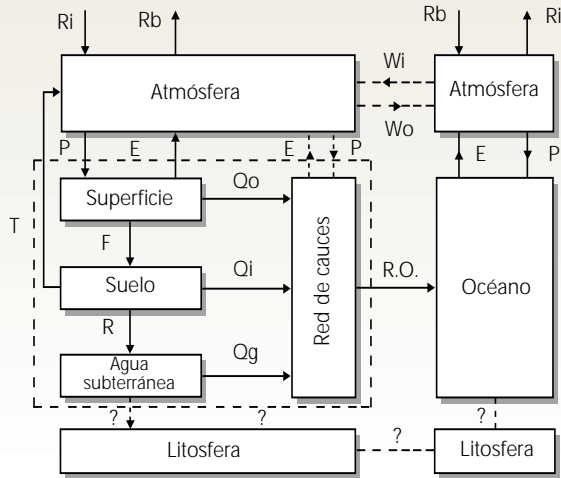 Ri Rb Rb Ri
Atmósfera Wi Atmósfera
Wo
P E E P E P
Superficie Qo
T
F
Red de cauces
Suelo Qi R.O. Océano
R
Agua
subterránea Qg
? ? ?
Litosfera ? Litosfera